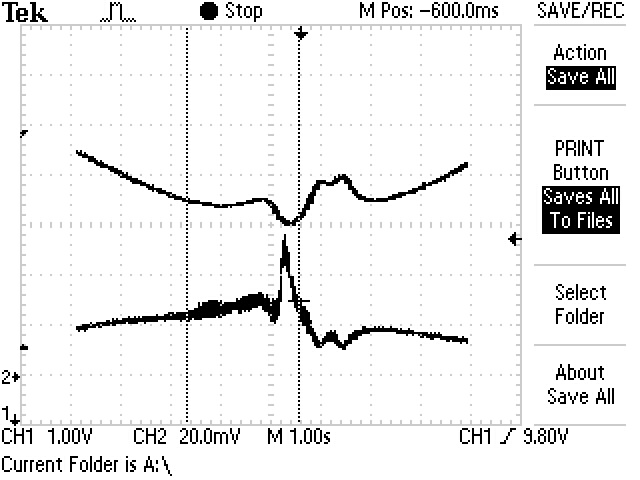 Tek Stop M Pos: -600.0ms SAVE/REC
Action
Save All
PRINT
Button
Saves All
To Files
Select
Folder
About
Save All
2
1
CH1 1.00V CH2 20.0mV M 1.00s CH1 9.80V
Current Folder is A:\